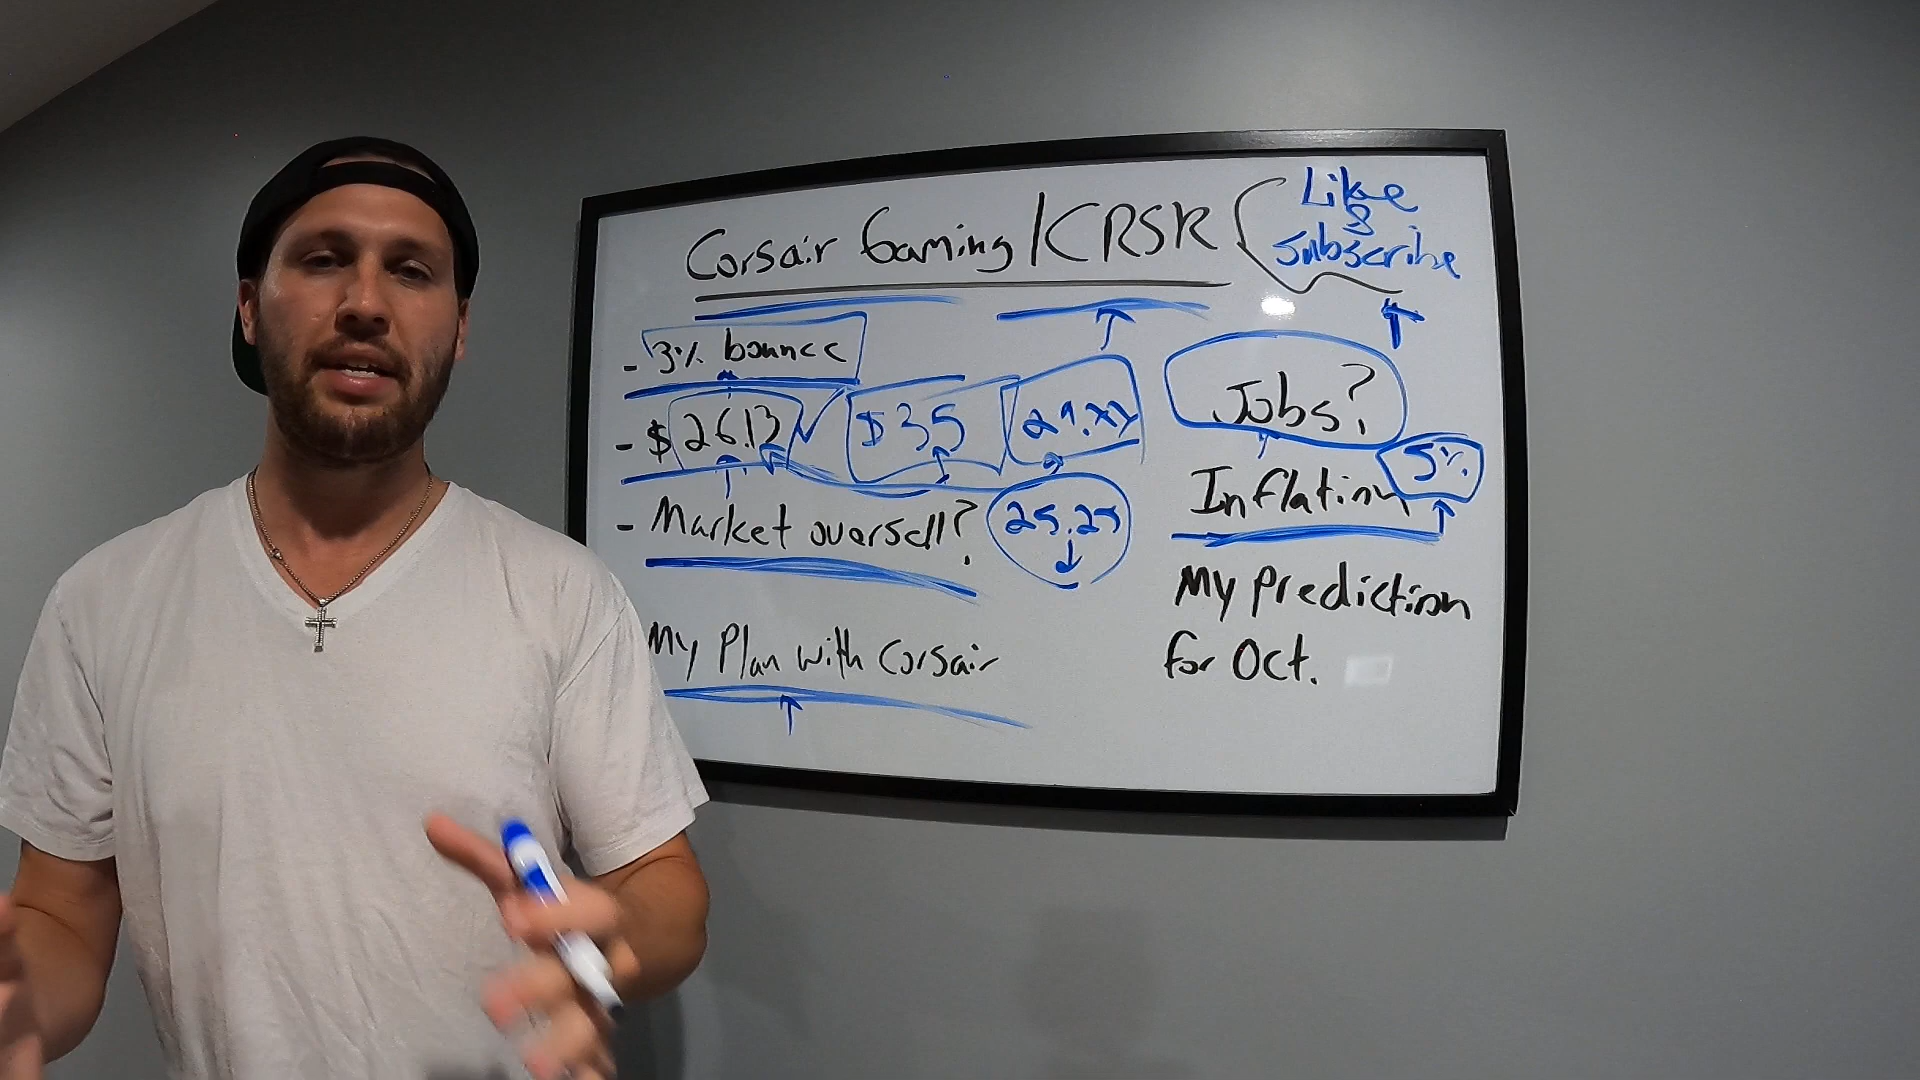 Corsair Gaming / CRSR
Like
&
Subscribe
- 3% bounce
- $26.13 $35 29.xx
- Market oversell? 25.25
My Plan with Corsair
Jobs?
Inflation 5%
My prediction
for Oct.